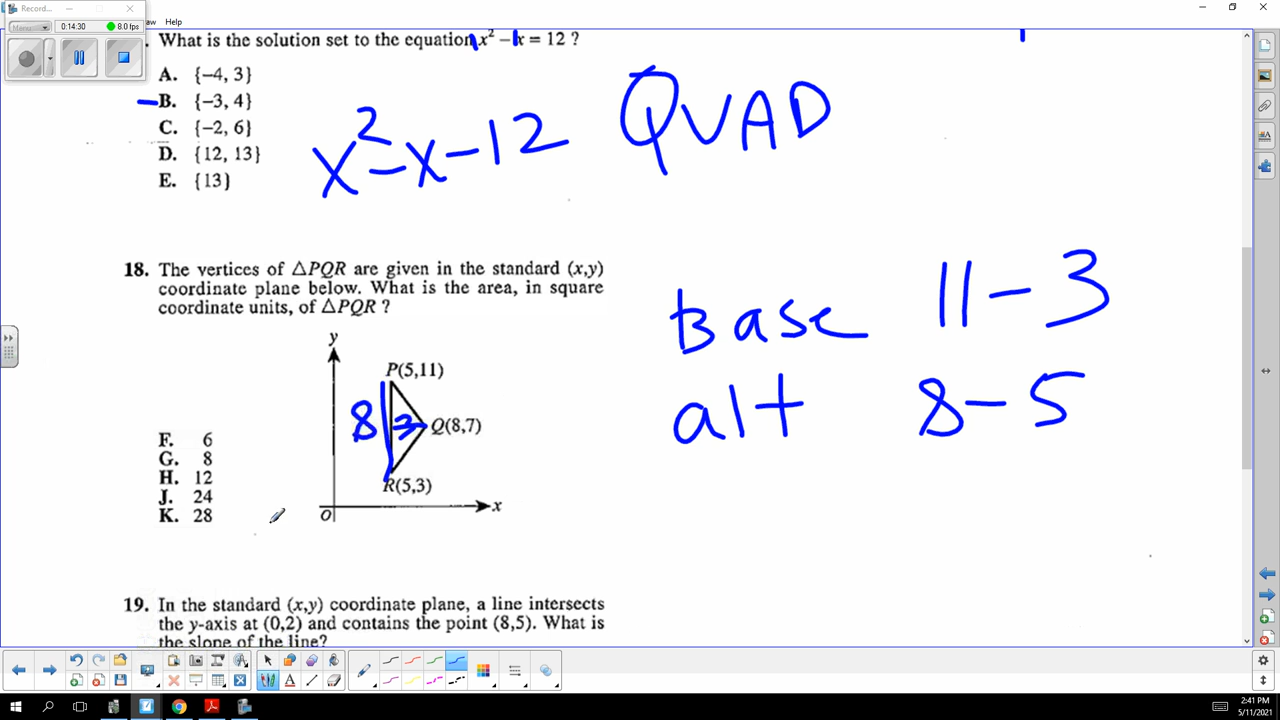 Record...
Menu
0:14:30
8.0 fps
aw Help
. What is the solution set to the equation x² – x = 12 ?
A. {–4, 3}
B. {–3, 4}
C. {–2, 6}
D. {12, 13}
E. {13}
x² – x – 12
QUAD
18. The vertices of △PQR are given in the standard (x,y)
coordinate plane below. What is the area, in square
coordinate units, of △PQR ?
y
P(5,11)
8
3
Q(8,7)
R(5,3)
O
x
F. 6
G. 8
H. 12
J. 24
K. 28
Base 11 – 3
alt 8 – 5
19. In the standard (x,y) coordinate plane, a line intersects
the y-axis at (0,2) and contains the point (8,5). What is
the slope of the line?
2:41 PM
5/11/2021